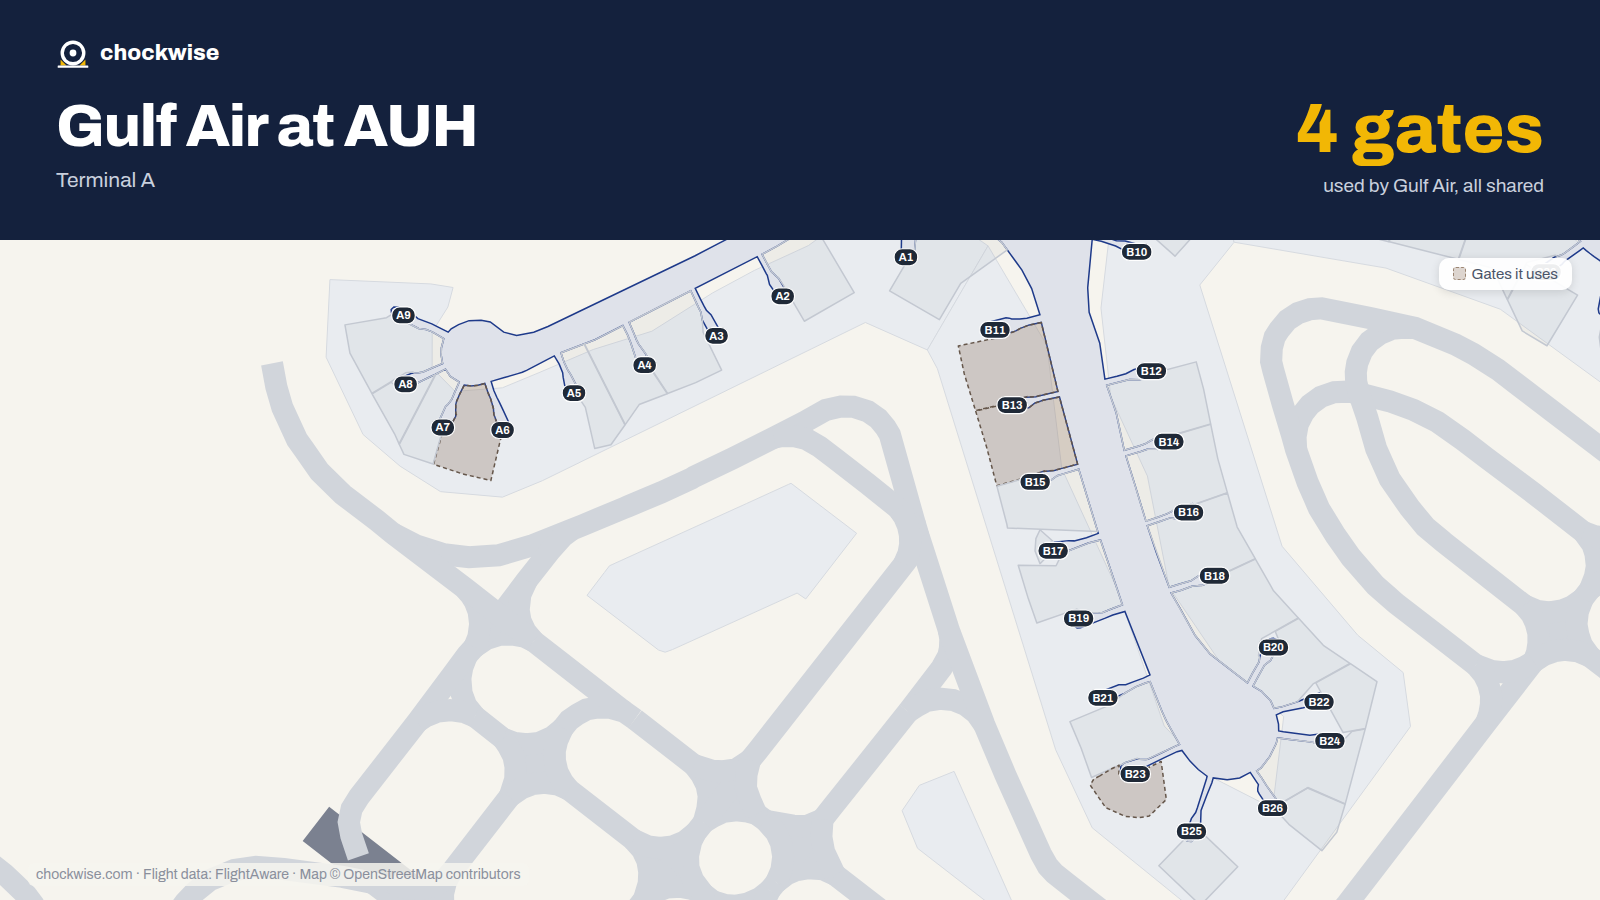 chockwise
Gulf Air at AUH
Terminal A
4 gates
used by Gulf Air, all shared
Gates it uses
A1
B10
A2
A9
A3
B11
A4
B12
A8
A5
B13
A7
A6
B14
B15
B16
B17
B18
B19
B20
B21
B22
B24
B23
B26
B25
chockwise.com · Flight data: FlightAware · Map © OpenStreetMap contributors